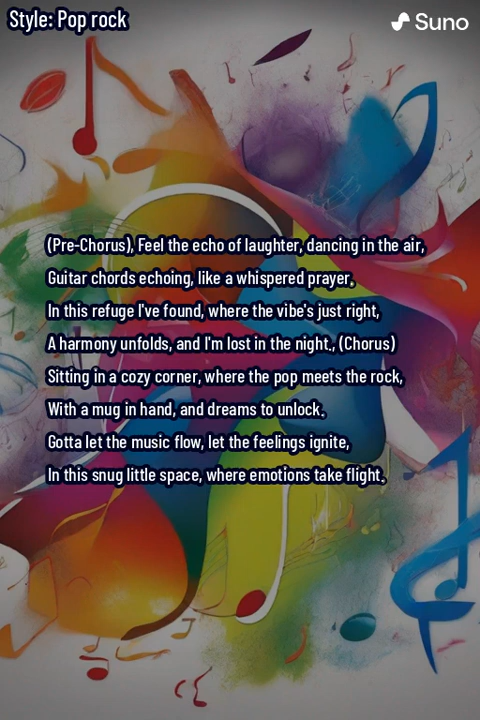 Style: Pop rock
Suno
(Pre-Chorus), Feel the echo of laughter, dancing in the air,
Guitar chords echoing, like a whispered prayer.
In this refuge I've found, where the vibe's just right,
A harmony unfolds, and I'm lost in the night., (Chorus)
Sitting in a cozy corner, where the pop meets the rock,
With a mug in hand, and dreams to unlock.
Gotta let the music flow, let the feelings ignite,
In this snug little space, where emotions take flight.